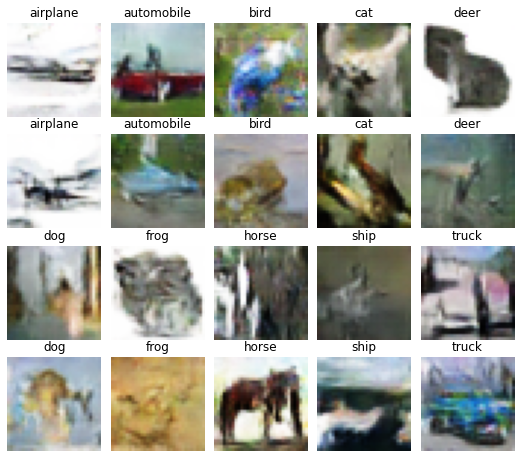 airplane automobile bird cat deer
airplane automobile bird cat deer
dog frog horse ship truck
dog frog horse ship truck